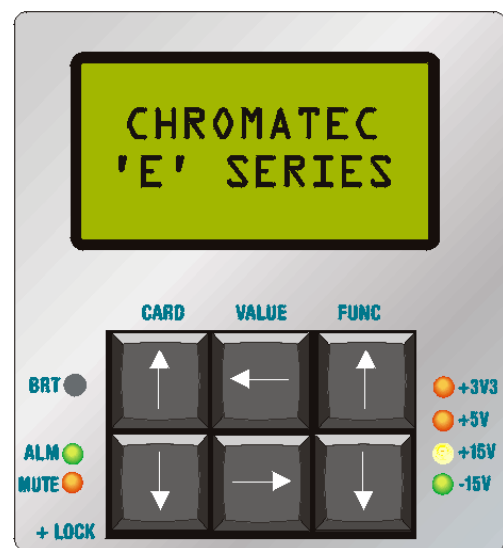 CHROMATEC
'E' SERIES
CARD VALUE FUNC
BRT
+3V3
+5V
ALM
+15V
MUTE
-15V
+ LOCK